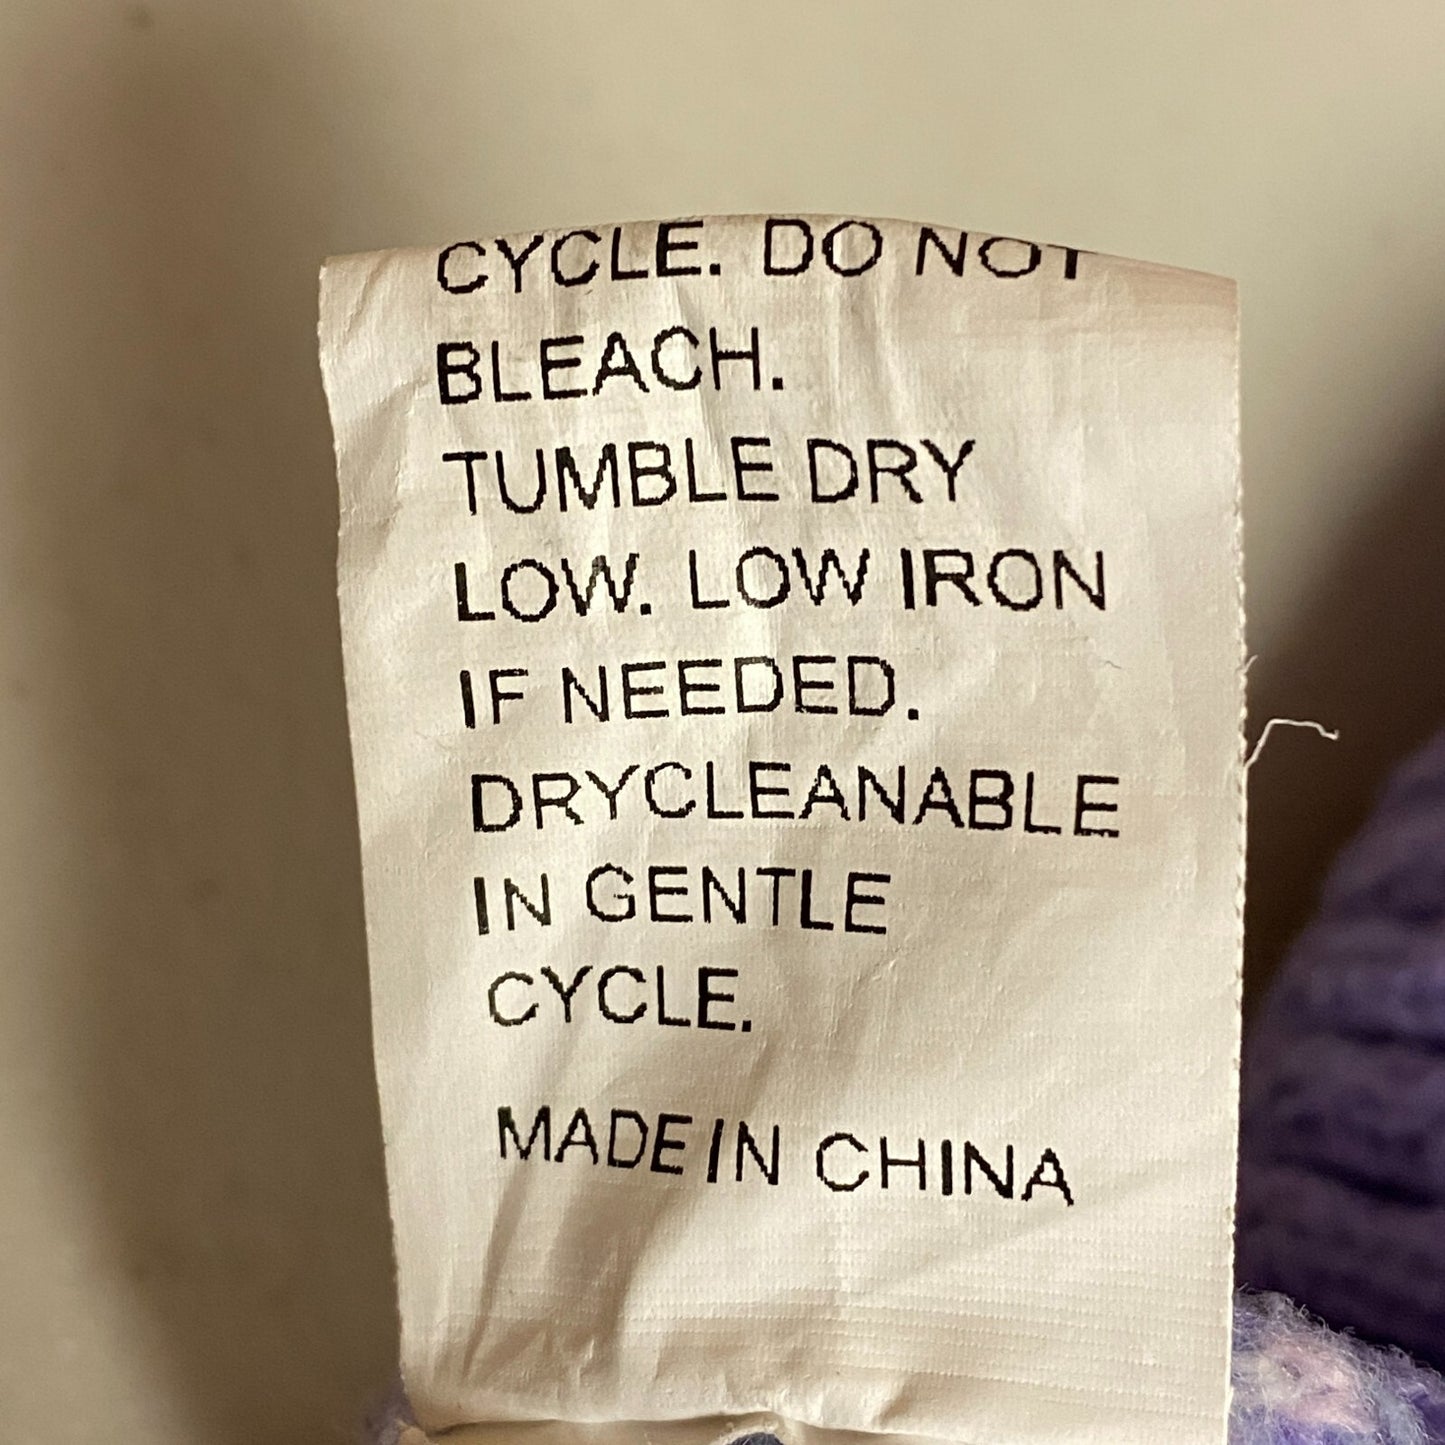 CYCLE. DO NOT
BLEACH.
TUMBLE DRY
LOW. LOW IRON
IF NEEDED.
DRYCLEANABLE
IN GENTLE
CYCLE.
MADE IN CHINA